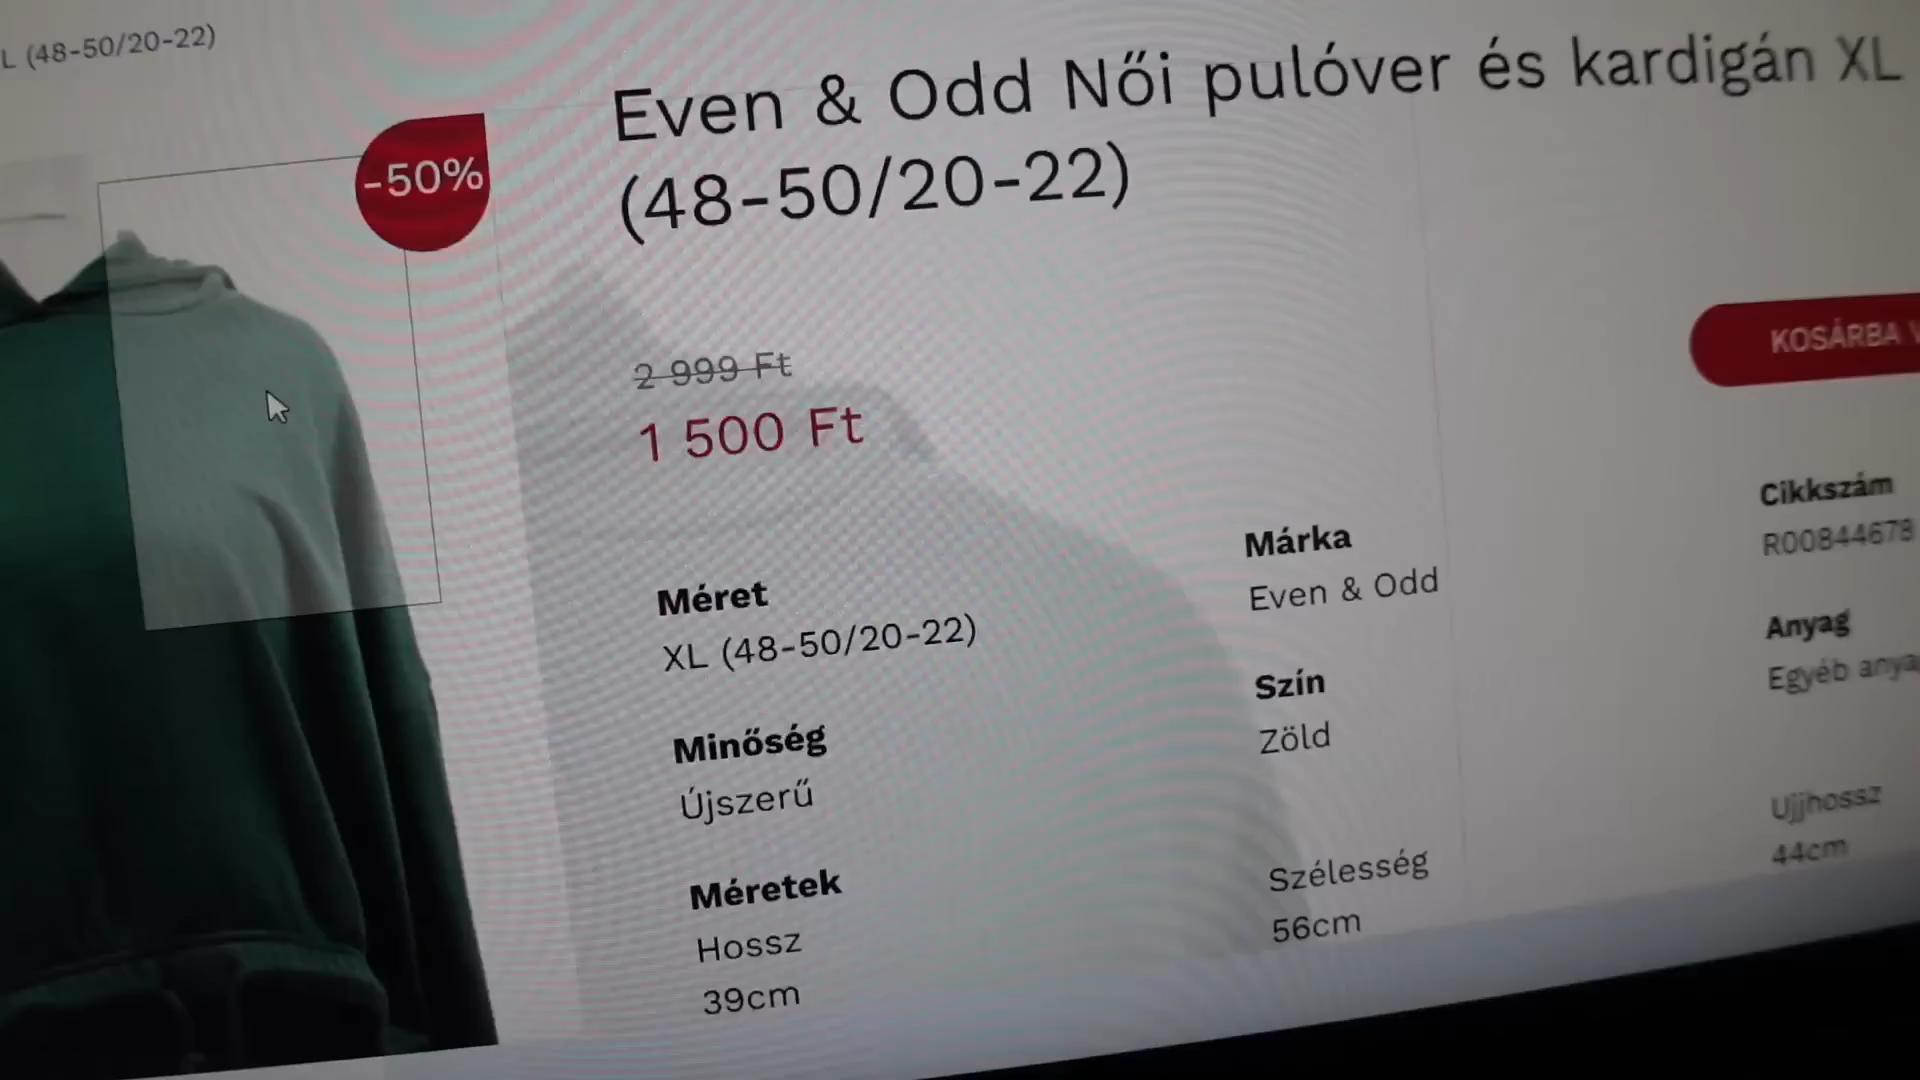 L (48-50/20-22)
-50%
Even & Odd Női pulóver és kardigán XL
(48-50/20-22)
2 999 Ft
1 500 Ft
KOSÁRBA
Méret
XL (48-50/20-22)
Márka
Even & Odd
Cikkszám
R00844678
Minőség
Újszerű
Szín
Zöld
Anyag
Egyéb
Méretek
Hossz
39cm
Szélesség
56cm
Ujjhossz
44cm